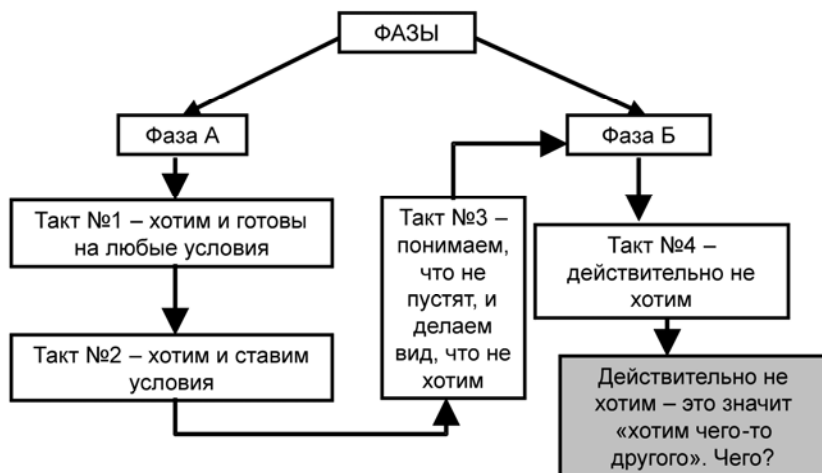 ФАЗЫ
Фаза А
Фаза Б
Такт №1 – хотим и готовы
на любые условия
Такт №2 – хотим и ставим
условия
Такт №3 –
понимаем,
что не
пустят, и
делаем
вид, что не
хотим
Такт №4 –
действительно не
хотим
Действительно не
хотим – это значит
«хотим чего-то
другого». Чего?